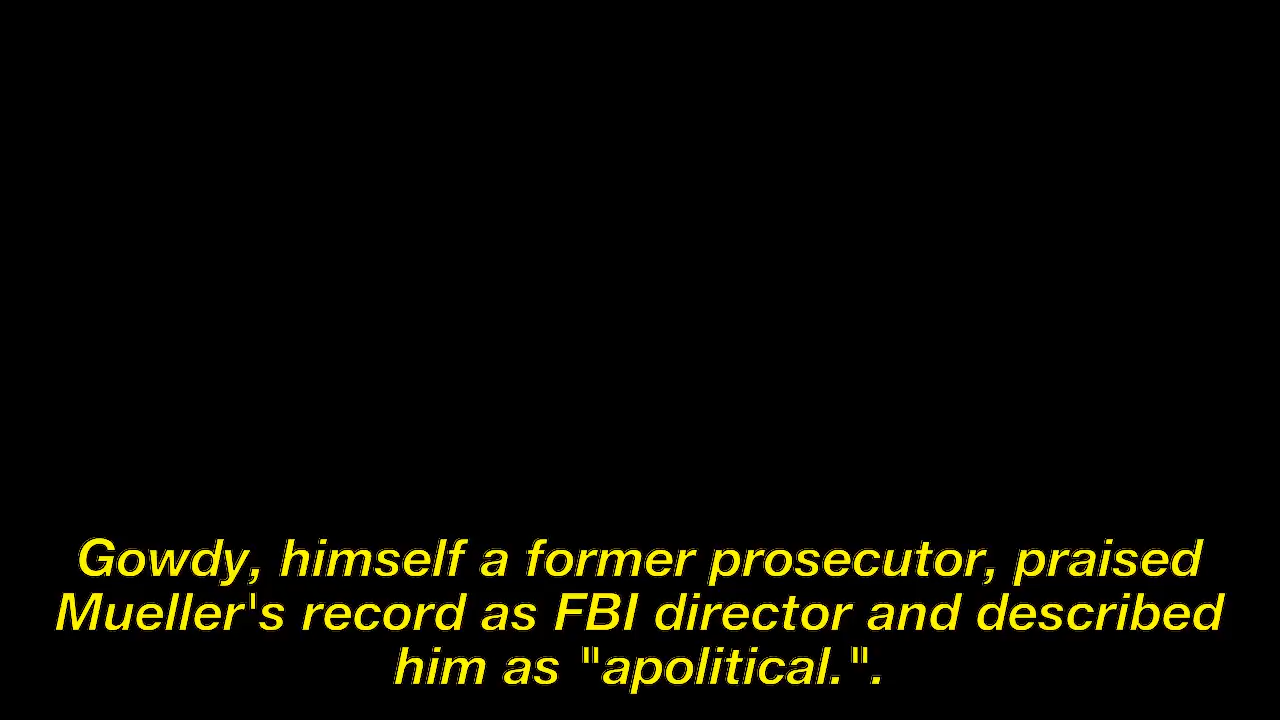 Gowdy, himself a former prosecutor, praised
Mueller's record as FBI director and described
him as "apolitical.".